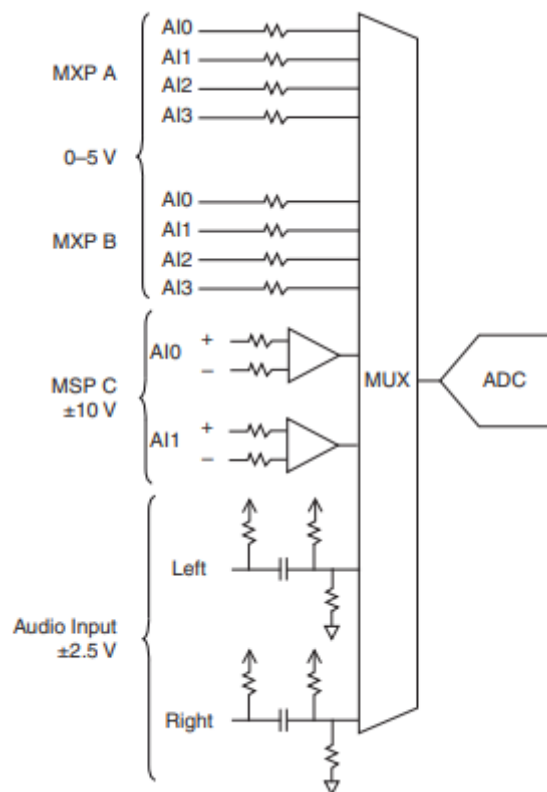 MXP A
0–5 V
MXP B
AI0
AI1
AI2
AI3
AI0
AI1
AI2
AI3
MSP C
±10 V
AI0
+
–
AI1
+
–
Audio Input
±2.5 V
Left
Right
MUX
ADC